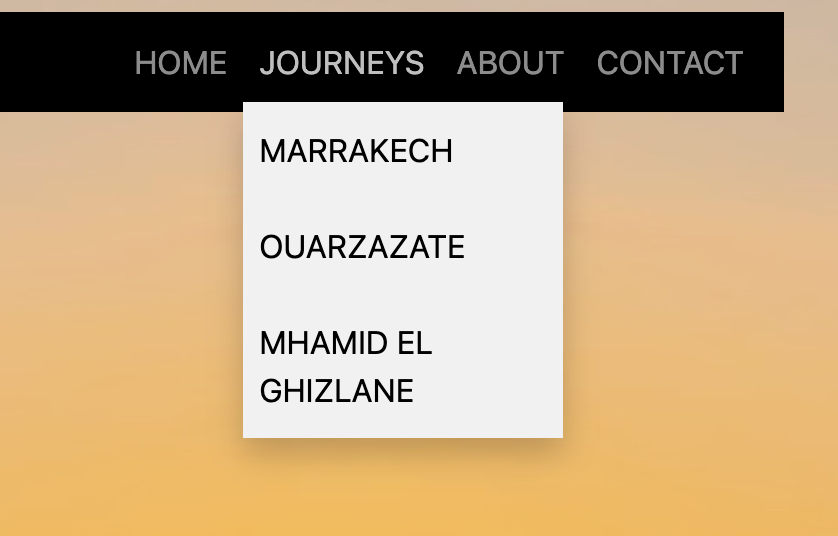 HOME JOURNEYS ABOUT CONTACT
MARRAKECH
OUARZAZATE
MHAMID EL
GHIZLANE